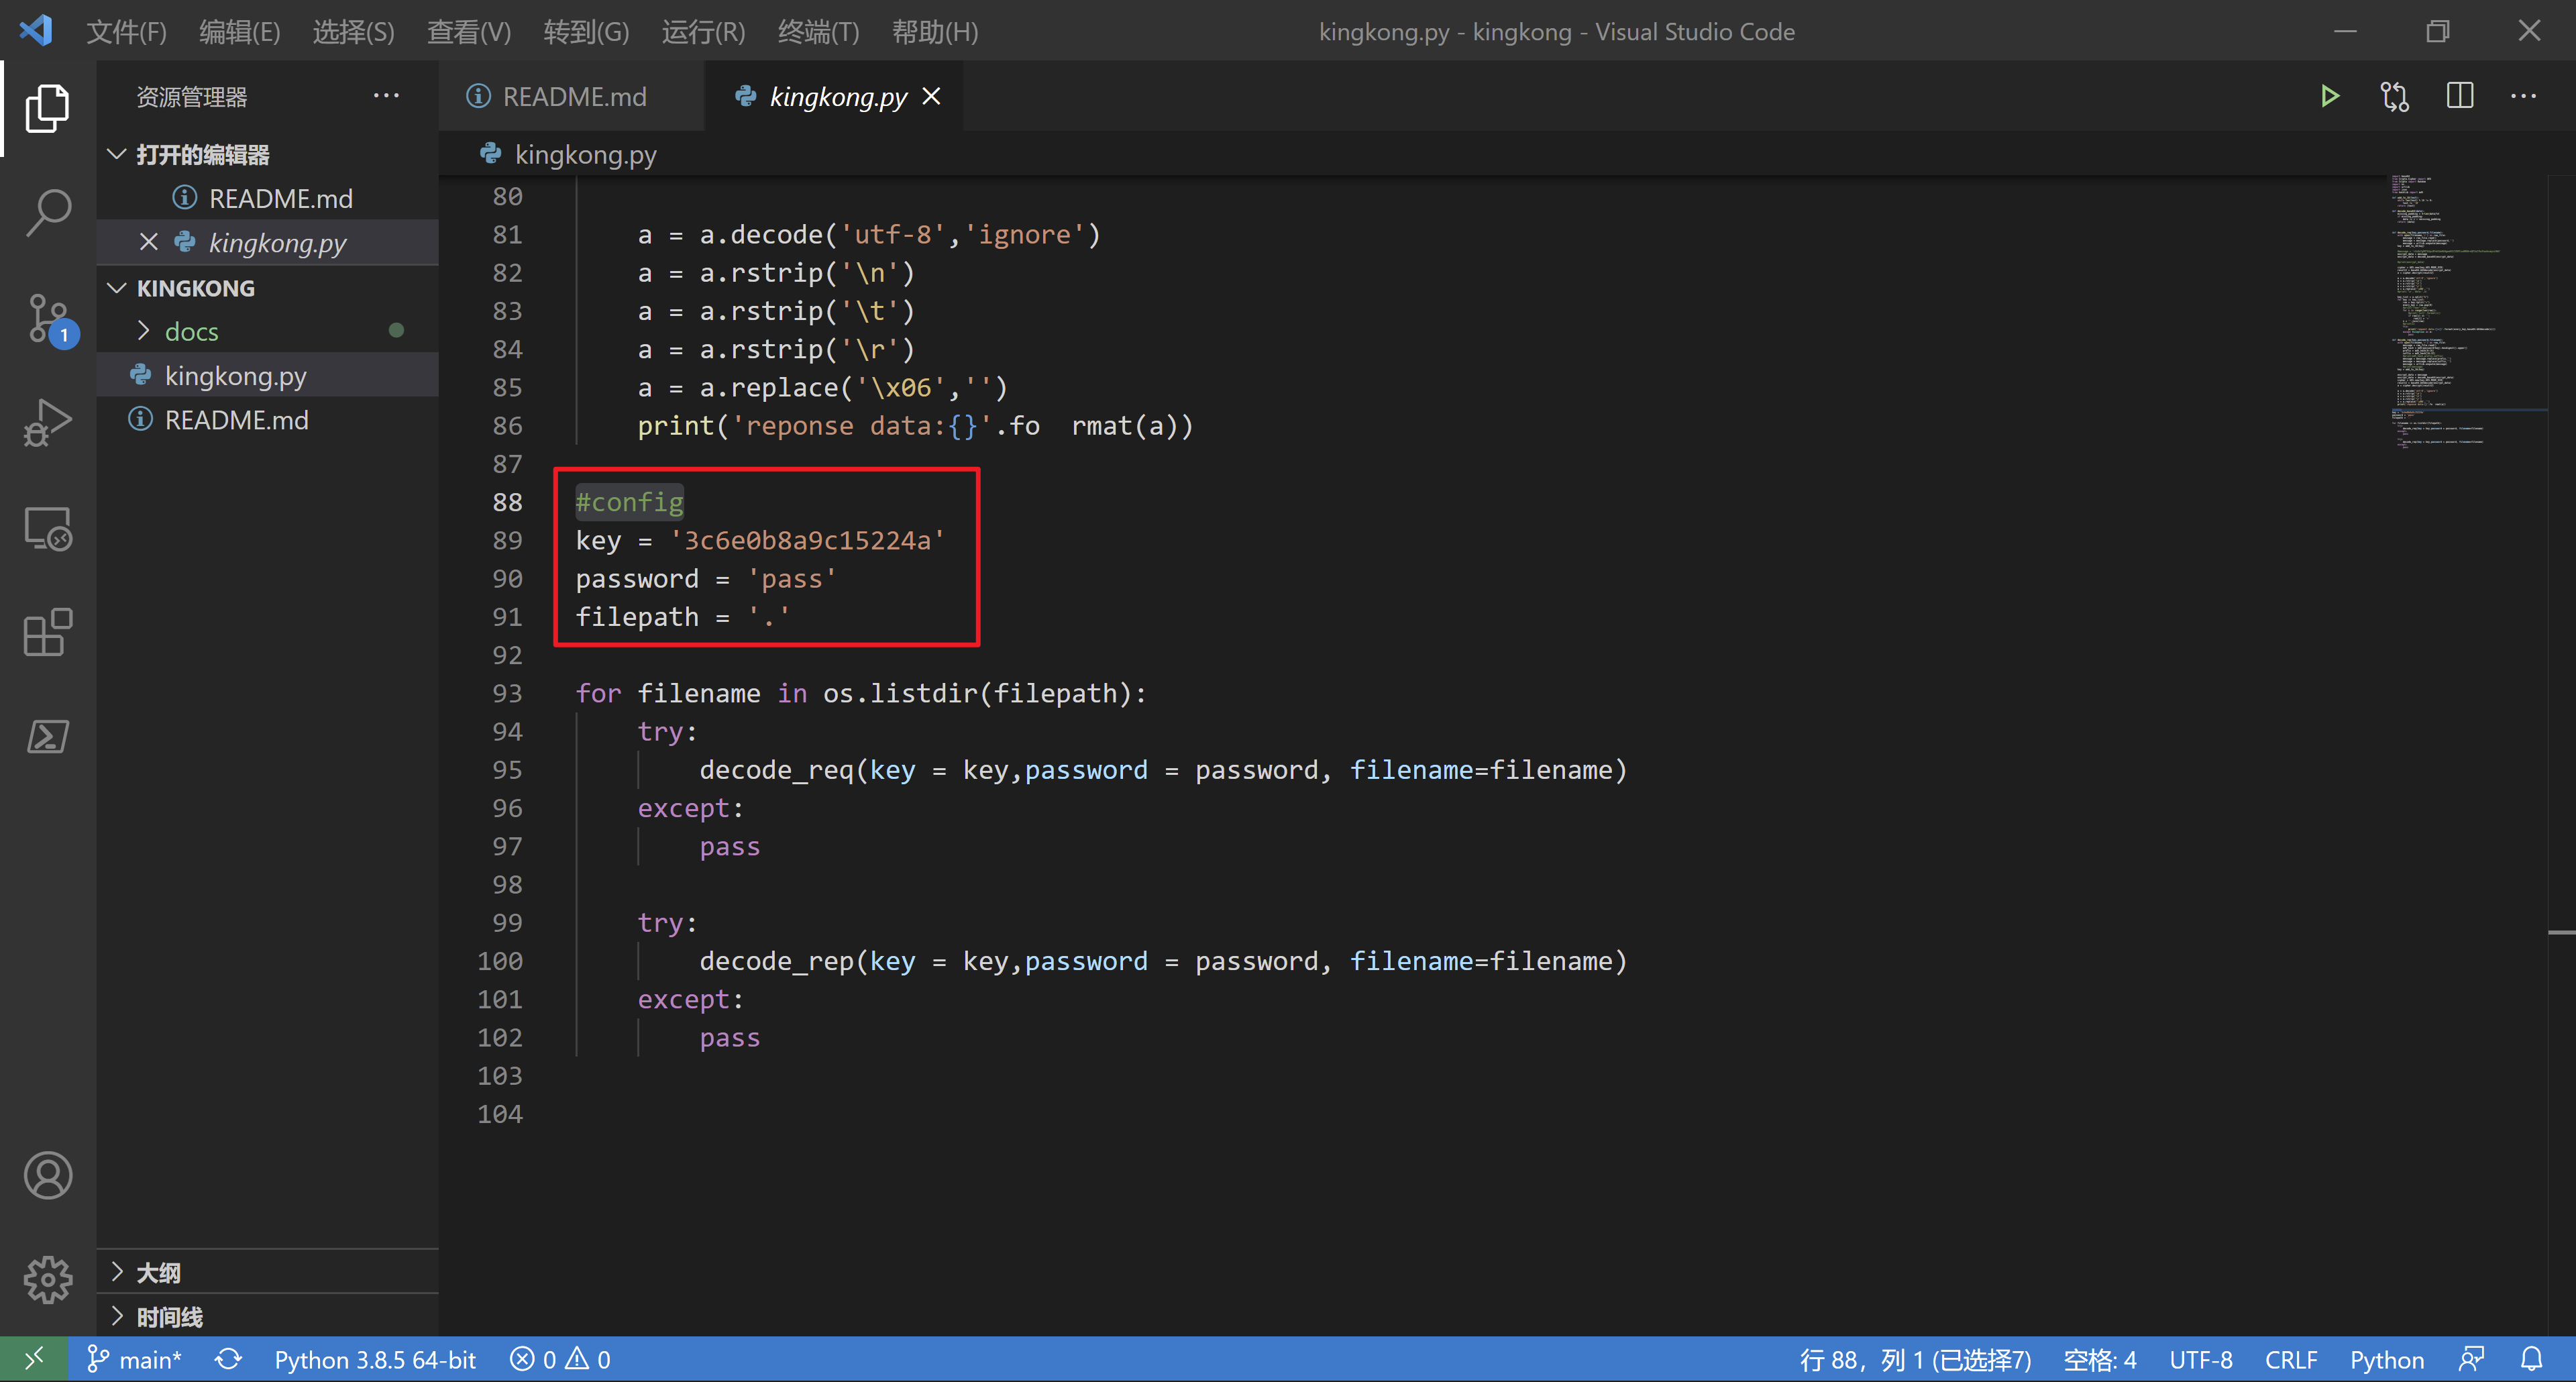 文件(F) 编辑(E) 选择(S) 查看(V) 转到(G) 运行(R) 终端(T) 帮助(H) kingkong.py - kingkong - Visual Studio Code
资源管理器 ···
README.md kingkong.py
打开的编辑器
README.md
kingkong.py
KINGKONG
docs
kingkong.py
README.md
1
大纲
时间线
kingkong.py
80
81 a = a.decode('utf-8','ignore')
82 a = a.rstrip('\n')
83 a = a.rstrip('\t')
84 a = a.rstrip('\r')
85 a = a.replace('\x06','')
86 print('reponse data:{}'.fo  rmat(a))
87
88 #config
89 key = '3c6e0b8a9c15224a'
90 password = 'pass'
91 filepath = '.'
92
93 for filename in os.listdir(filepath):
94 try:
95 decode_req(key = key,password = password, filename=filename)
96 except:
97 pass
98
99 try:
100 decode_rep(key = key,password = password, filename=filename)
101 except:
102 pass
103
104
main* Python 3.8.5 64-bit 0 0 行 88，列 1 (已选择7) 空格: 4 UTF-8 CRLF Python